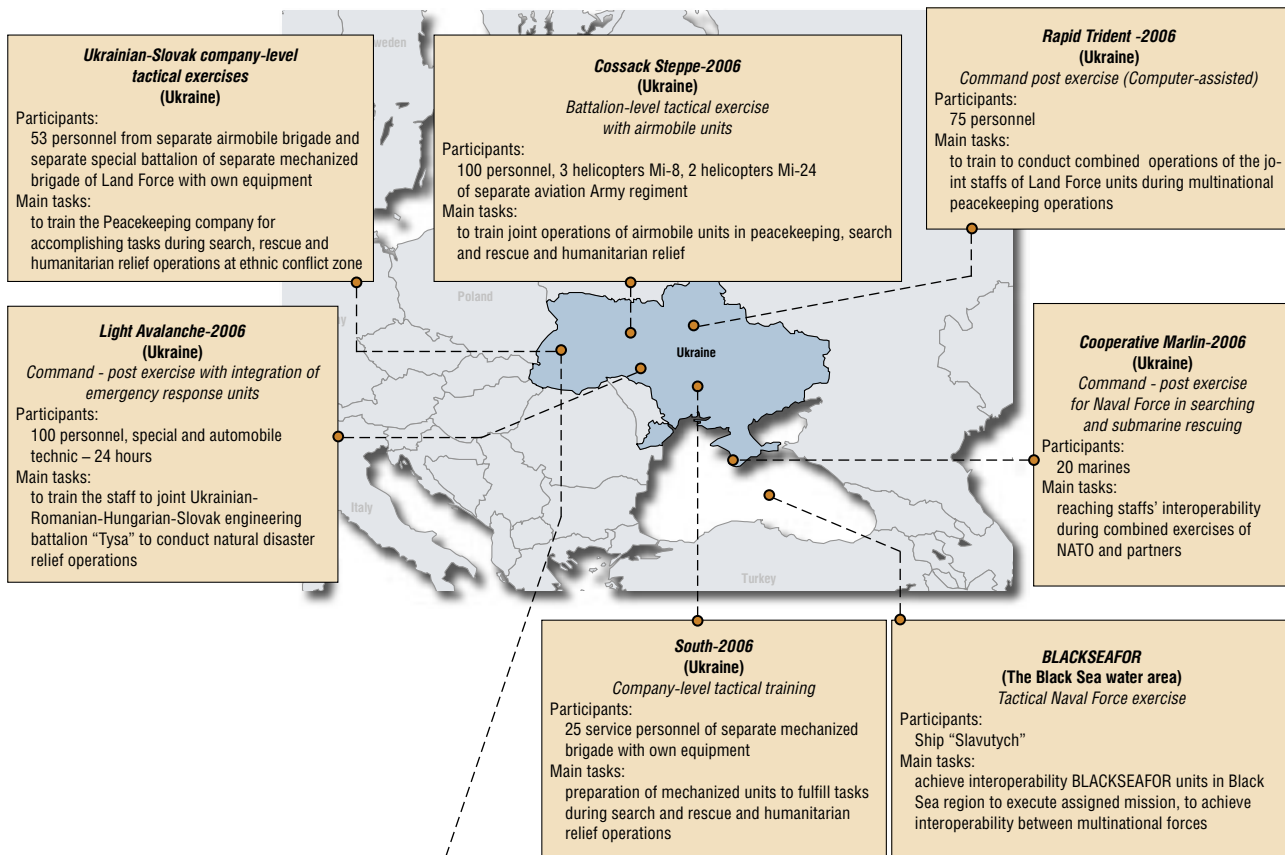 Ukrainian-Slovak company-level
tactical exercises
(Ukraine)
Participants:
53 personnel from separate airmobile brigade and
separate special battalion of separate mechanized
brigade of Land Force with own equipment
Main tasks:
to train the Peacekeeping company for
accomplishing tasks during search, rescue and
humanitarian relief operations at ethnic conflict zone
Cossack Steppe-2006
(Ukraine)
Battalion-level tactical exercise
with airmobile units
Participants:
100 personnel, 3 helicopters Mi-8, 2 helicopters Mi-24
of separate aviation Army regiment
Main tasks:
to train joint operations of airmobile units in peacekeeping, search
and rescue and humanitarian relief
Rapid Trident -2006
(Ukraine)
Command post exercise (Computer-assisted)
Participants:
75 personnel
Main tasks:
to train to conduct combined operations of the jo-
int staffs of Land Force units during multinational
peacekeeping operations
Light Avalanche-2006
(Ukraine)
Command - post exercise with integration of
emergency response units
Participants:
100 personnel, special and automobile
technic – 24 hours
Main tasks:
to train the staff to joint Ukrainian-
Romanian-Hungarian-Slovak engineering
battalion “Tysa” to conduct natural disaster
relief operations
Poland
Ukraine
Italy
Turkey
Cooperative Marlin-2006
(Ukraine)
Command - post exercise
for Naval Force in searching
and submarine rescuing
Participants:
20 marines
Main tasks:
reaching staffs’ interoperability
during combined exercises of
NATO and partners
South-2006
(Ukraine)
Company-level tactical training
Participants:
25 service personnel of separate mechanized
brigade with own equipment
Main tasks:
preparation of mechanized units to fulfill tasks
during search and rescue and humanitarian
relief operations
BLACKSEAFOR
(The Black Sea water area)
Tactical Naval Force exercise
Participants:
Ship “Slavutych”
Main tasks:
achieve interoperability BLACKSEAFOR units in Black
Sea region to execute assigned mission, to achieve
interoperability between multinational forces